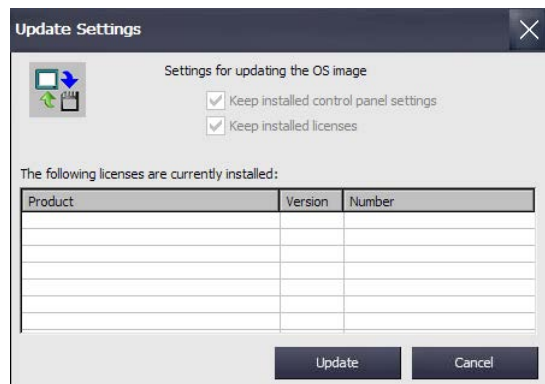 Update Settings
Settings for updating the OS image
Keep installed control panel settings
Keep installed licenses
The following licenses are currently installed:
Product Version Number
Update Cancel